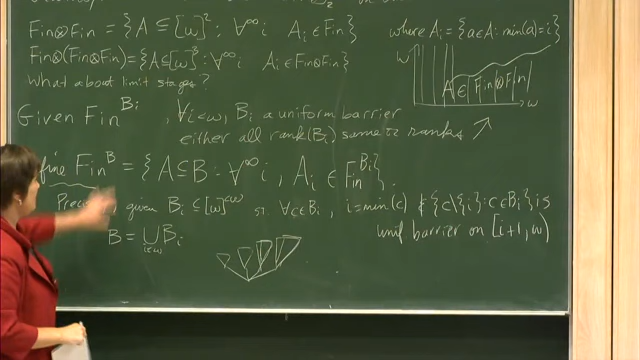 Fin⊗Fin = {A ⊆ [ω]² : ∀^∞ i  A_i ∈ Fin}
where A_i = {a∈A : min(a) = i}
Fin⊗(Fin⊗Fin) = {A⊆[ω]³ : ∀^∞ i  A_i ∈ Fin⊗Fin}
What about limit stages?
ω
A ∈ Fin⊗Fin
ω
Given Fin^{B_i}, ∀i<ω, B_i a uniform barrier
either all rank(B_i) same or ranks ↗
fine Fin^B = {A ⊆ B : ∀^∞ i, A_i ∈ Fin^{B_i}}.
given B_i ⊆ [ω]^{<ω} st. ∀c∈B_i, i = min(c) & {c\{i} : c∈B_i} is
unif barrier on [i+1, ω)
B = ⋃_{i<ω} B_i